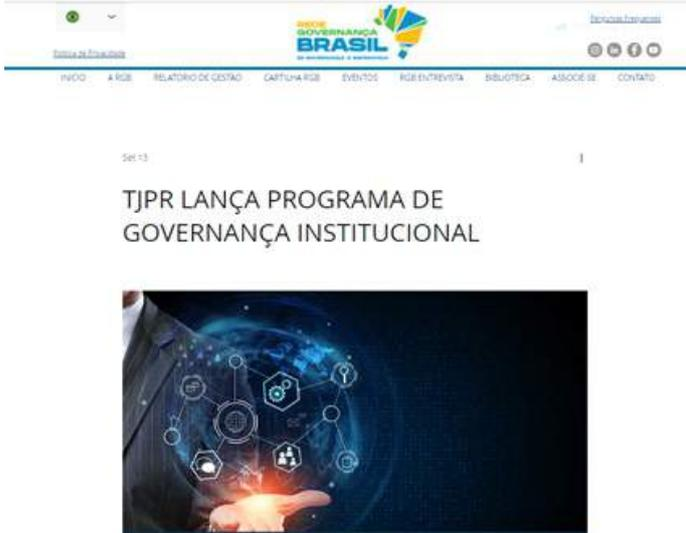 Perguntas Frequentes
REDE
GOVERNANÇA
BRASIL
Política de Privacidade
INÍCIO A RGB RELATÓRIO DE GESTÃO CARTILHA RGB EVENTOS RGB ENTREVISTA BIBLIOTECA ASSOCIE-SE CONTATO
Set 13
TJPR LANÇA PROGRAMA DE
GOVERNANÇA INSTITUCIONAL